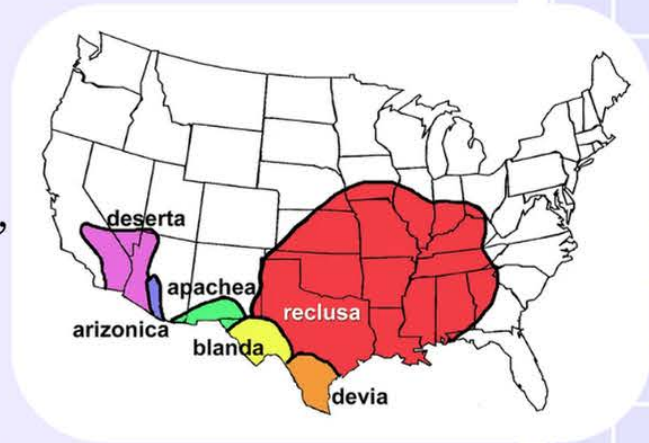 ,
deserta
apachea
reclusa
arizonica
blanda
devia